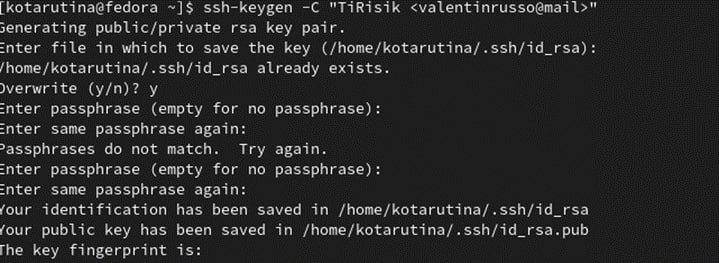 [kotarutina@fedora ~]$ ssh-keygen -C "TiRisik <valentinrusso@mail>"
Generating public/private rsa key pair.
Enter file in which to save the key (/home/kotarutina/.ssh/id_rsa):
/home/kotarutina/.ssh/id_rsa already exists.
Overwrite (y/n)? y
Enter passphrase (empty for no passphrase):
Enter same passphrase again:
Passphrases do not match.  Try again.
Enter passphrase (empty for no passphrase):
Enter same passphrase again:
Your identification has been saved in /home/kotarutina/.ssh/id_rsa
Your public key has been saved in /home/kotarutina/.ssh/id_rsa.pub
The key fingerprint is: